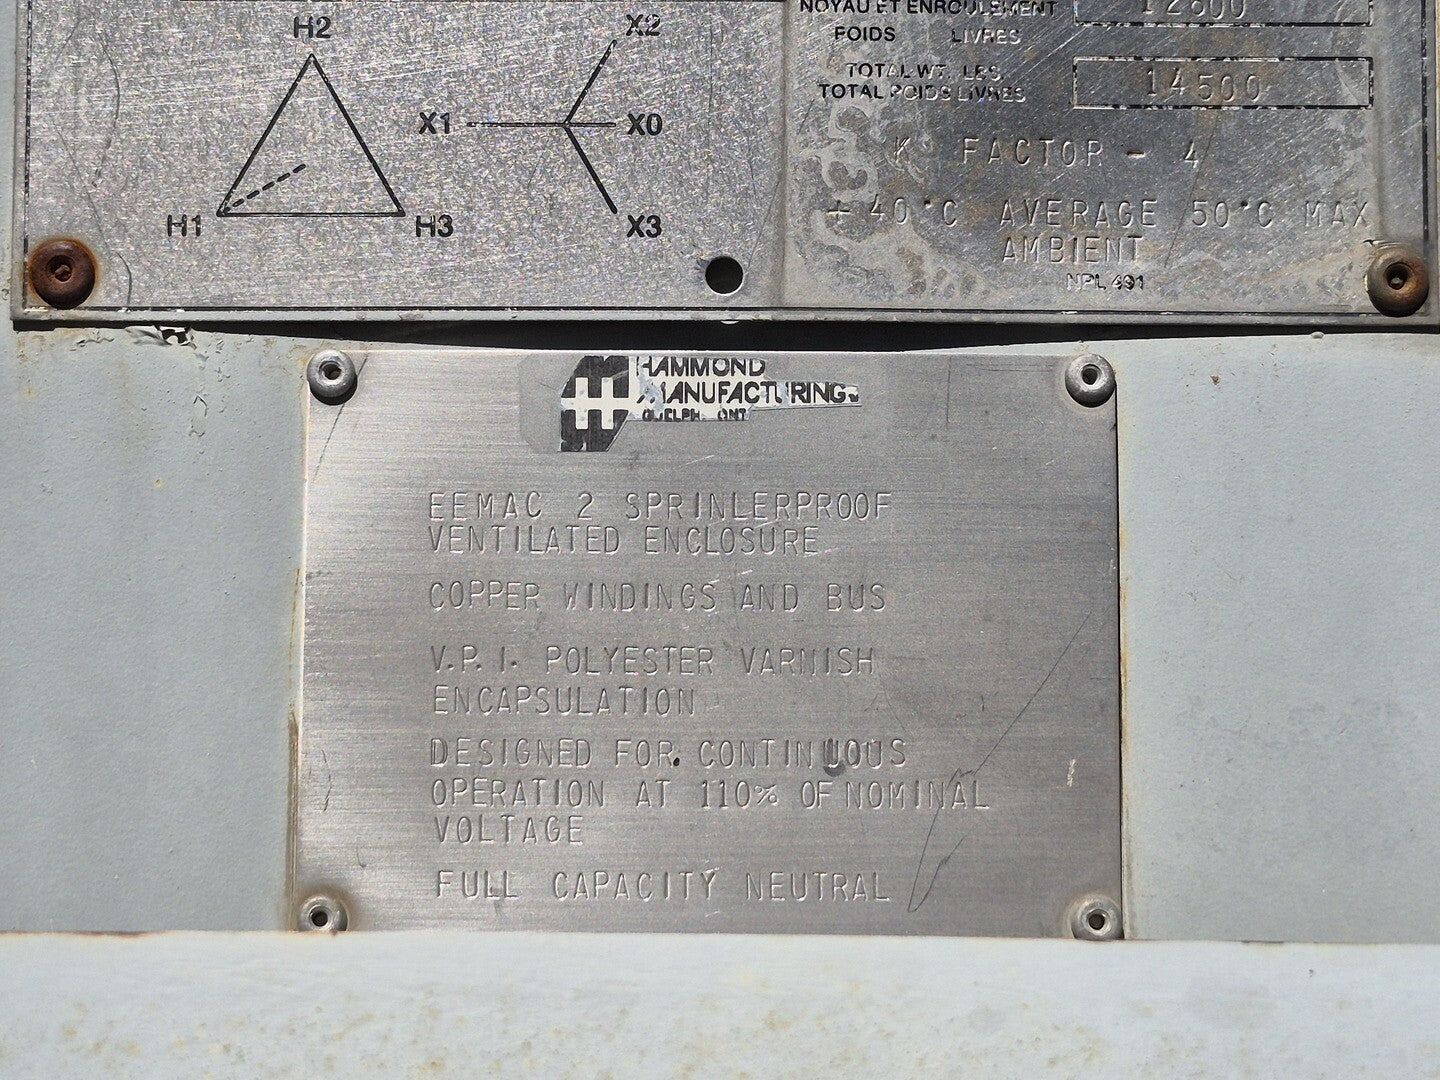 H2
X2
X1
X0
H1
H3
X3
NOYAU ET ENROULEMENT
12600
POIDS LIVRES
TOTAL WT. LBS.
TOTAL POIDS LIVRES
14500
K FACTOR - 4
+ 40°C AVERAGE 50°C MAX
AMBIENT
NPL 491
HAMMOND
MANUFACTURING
GUELPH ONT
EEMAC 2 SPRINLERPROOF
VENTILATED ENCLOSURE
COPPER WINDINGS AND BUS
V.P.I. POLYESTER VARNISH
ENCAPSULATION
DESIGNED FOR CONTINUOUS
OPERATION AT 110% OF NOMINAL
VOLTAGE
FULL CAPACITY NEUTRAL